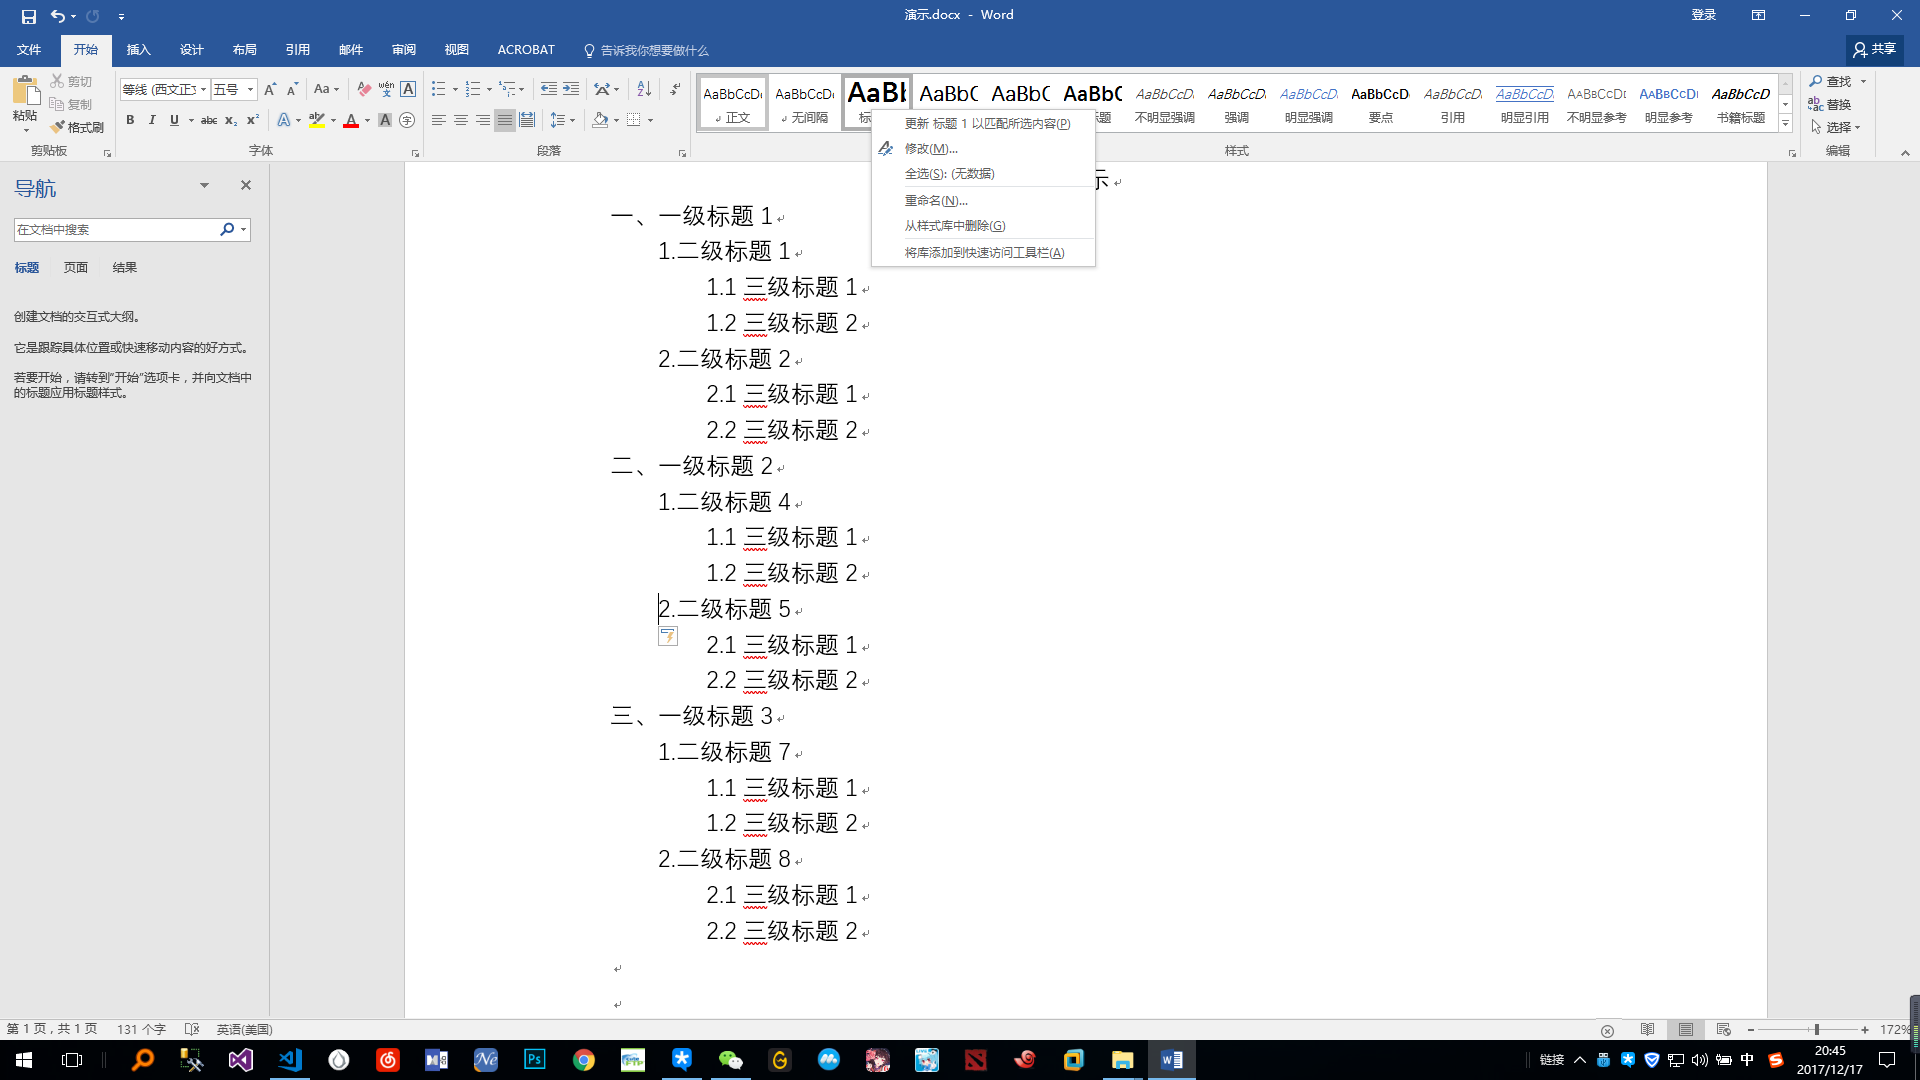 演示.docx - Word
登录
文件 开始 插入 设计 布局 引用 邮件 审阅 视图 ACROBAT 告诉我你想要做什么 共享
粘贴
剪切
复制
格式刷
剪贴板
等线 (西文正文 五号
字体
段落
AaBbCcDc 正文
AaBbCcDc 无间隔
AaBl
AaBbC
AaBbC
AaBbC
AaBbCcDc 不明显强调
AaBbCcDc 强调
AaBbCcDc 明显强调
AaBbCcDc 要点
AaBbCcDc 引用
AaBbCcDc 明显引用
AaBbCcDc 不明显参考
AaBbCcDc 明显参考
AaBbCcD 书籍标题
样式
查找
替换
选择
编辑
更新 标题 1 以匹配所选内容(P)
修改(M)...
全选(S): (无数据)
重命名(N)...
从样式库中删除(G)
将库添加到快速访问工具栏(A)
导航
在文档中搜索
标题 页面 结果
创建文档的交互式大纲。
它是跟踪具体位置或快速移动内容的好方式。
若要开始，请转到“开始”选项卡，并向文档中
的标题应用标题样式。
示
一、一级标题 1
1.二级标题 1
1.1 三级标题 1
1.2 三级标题 2
2.二级标题 2
2.1 三级标题 1
2.2 三级标题 2
二、一级标题 2
1.二级标题 4
1.1 三级标题 1
1.2 三级标题 2
2.二级标题 5
2.1 三级标题 1
2.2 三级标题 2
三、一级标题 3
1.二级标题 7
1.1 三级标题 1
1.2 三级标题 2
2.二级标题 8
2.1 三级标题 1
2.2 三级标题 2
第 1 页，共 1 页 131 个字 英语(美国)
172%
链接 中 20:45
2017/12/17